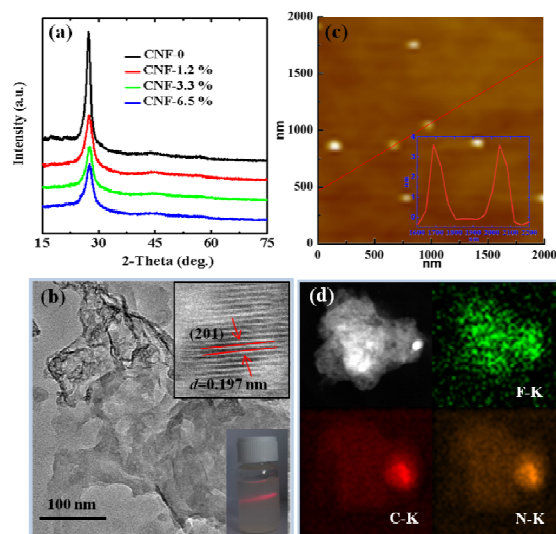 (a)
CNF-0
CNF-1.2 %
CNF-3.3 %
CNF-6.5 %
Intensity (a.u.)
15 30 45 60 75
2-Theta (deg.)
(c)
2000
1500
1000
500
0
nm
0 500 1000 1500 2000
nm
(b)
(201)
d=0.197 nm
100 nm
(d)
F-K
C-K
N-K